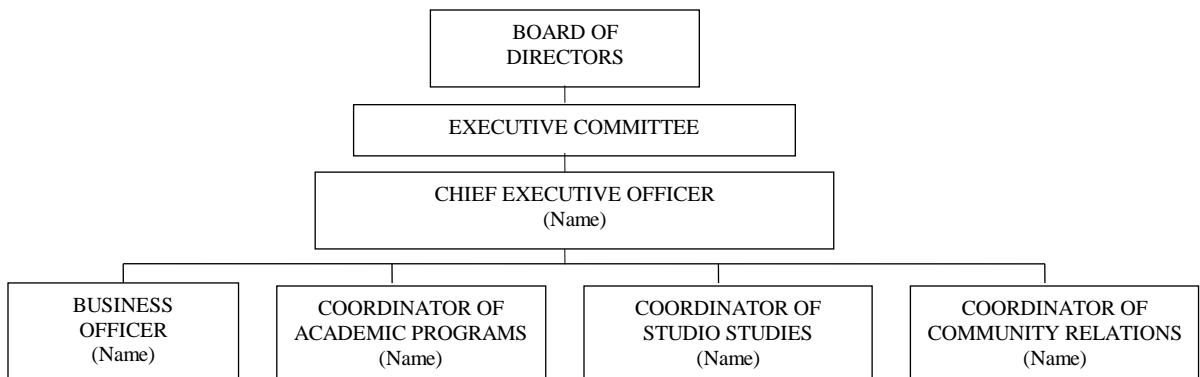 BOARD OF
DIRECTORS
EXECUTIVE COMMITTEE
CHIEF EXECUTIVE OFFICER
(Name)
BUSINESS
OFFICER
(Name)
COORDINATOR OF
ACADEMIC PROGRAMS
(Name)
COORDINATOR OF
STUDIO STUDIES
(Name)
COORDINATOR OF
COMMUNITY RELATIONS
(Name)